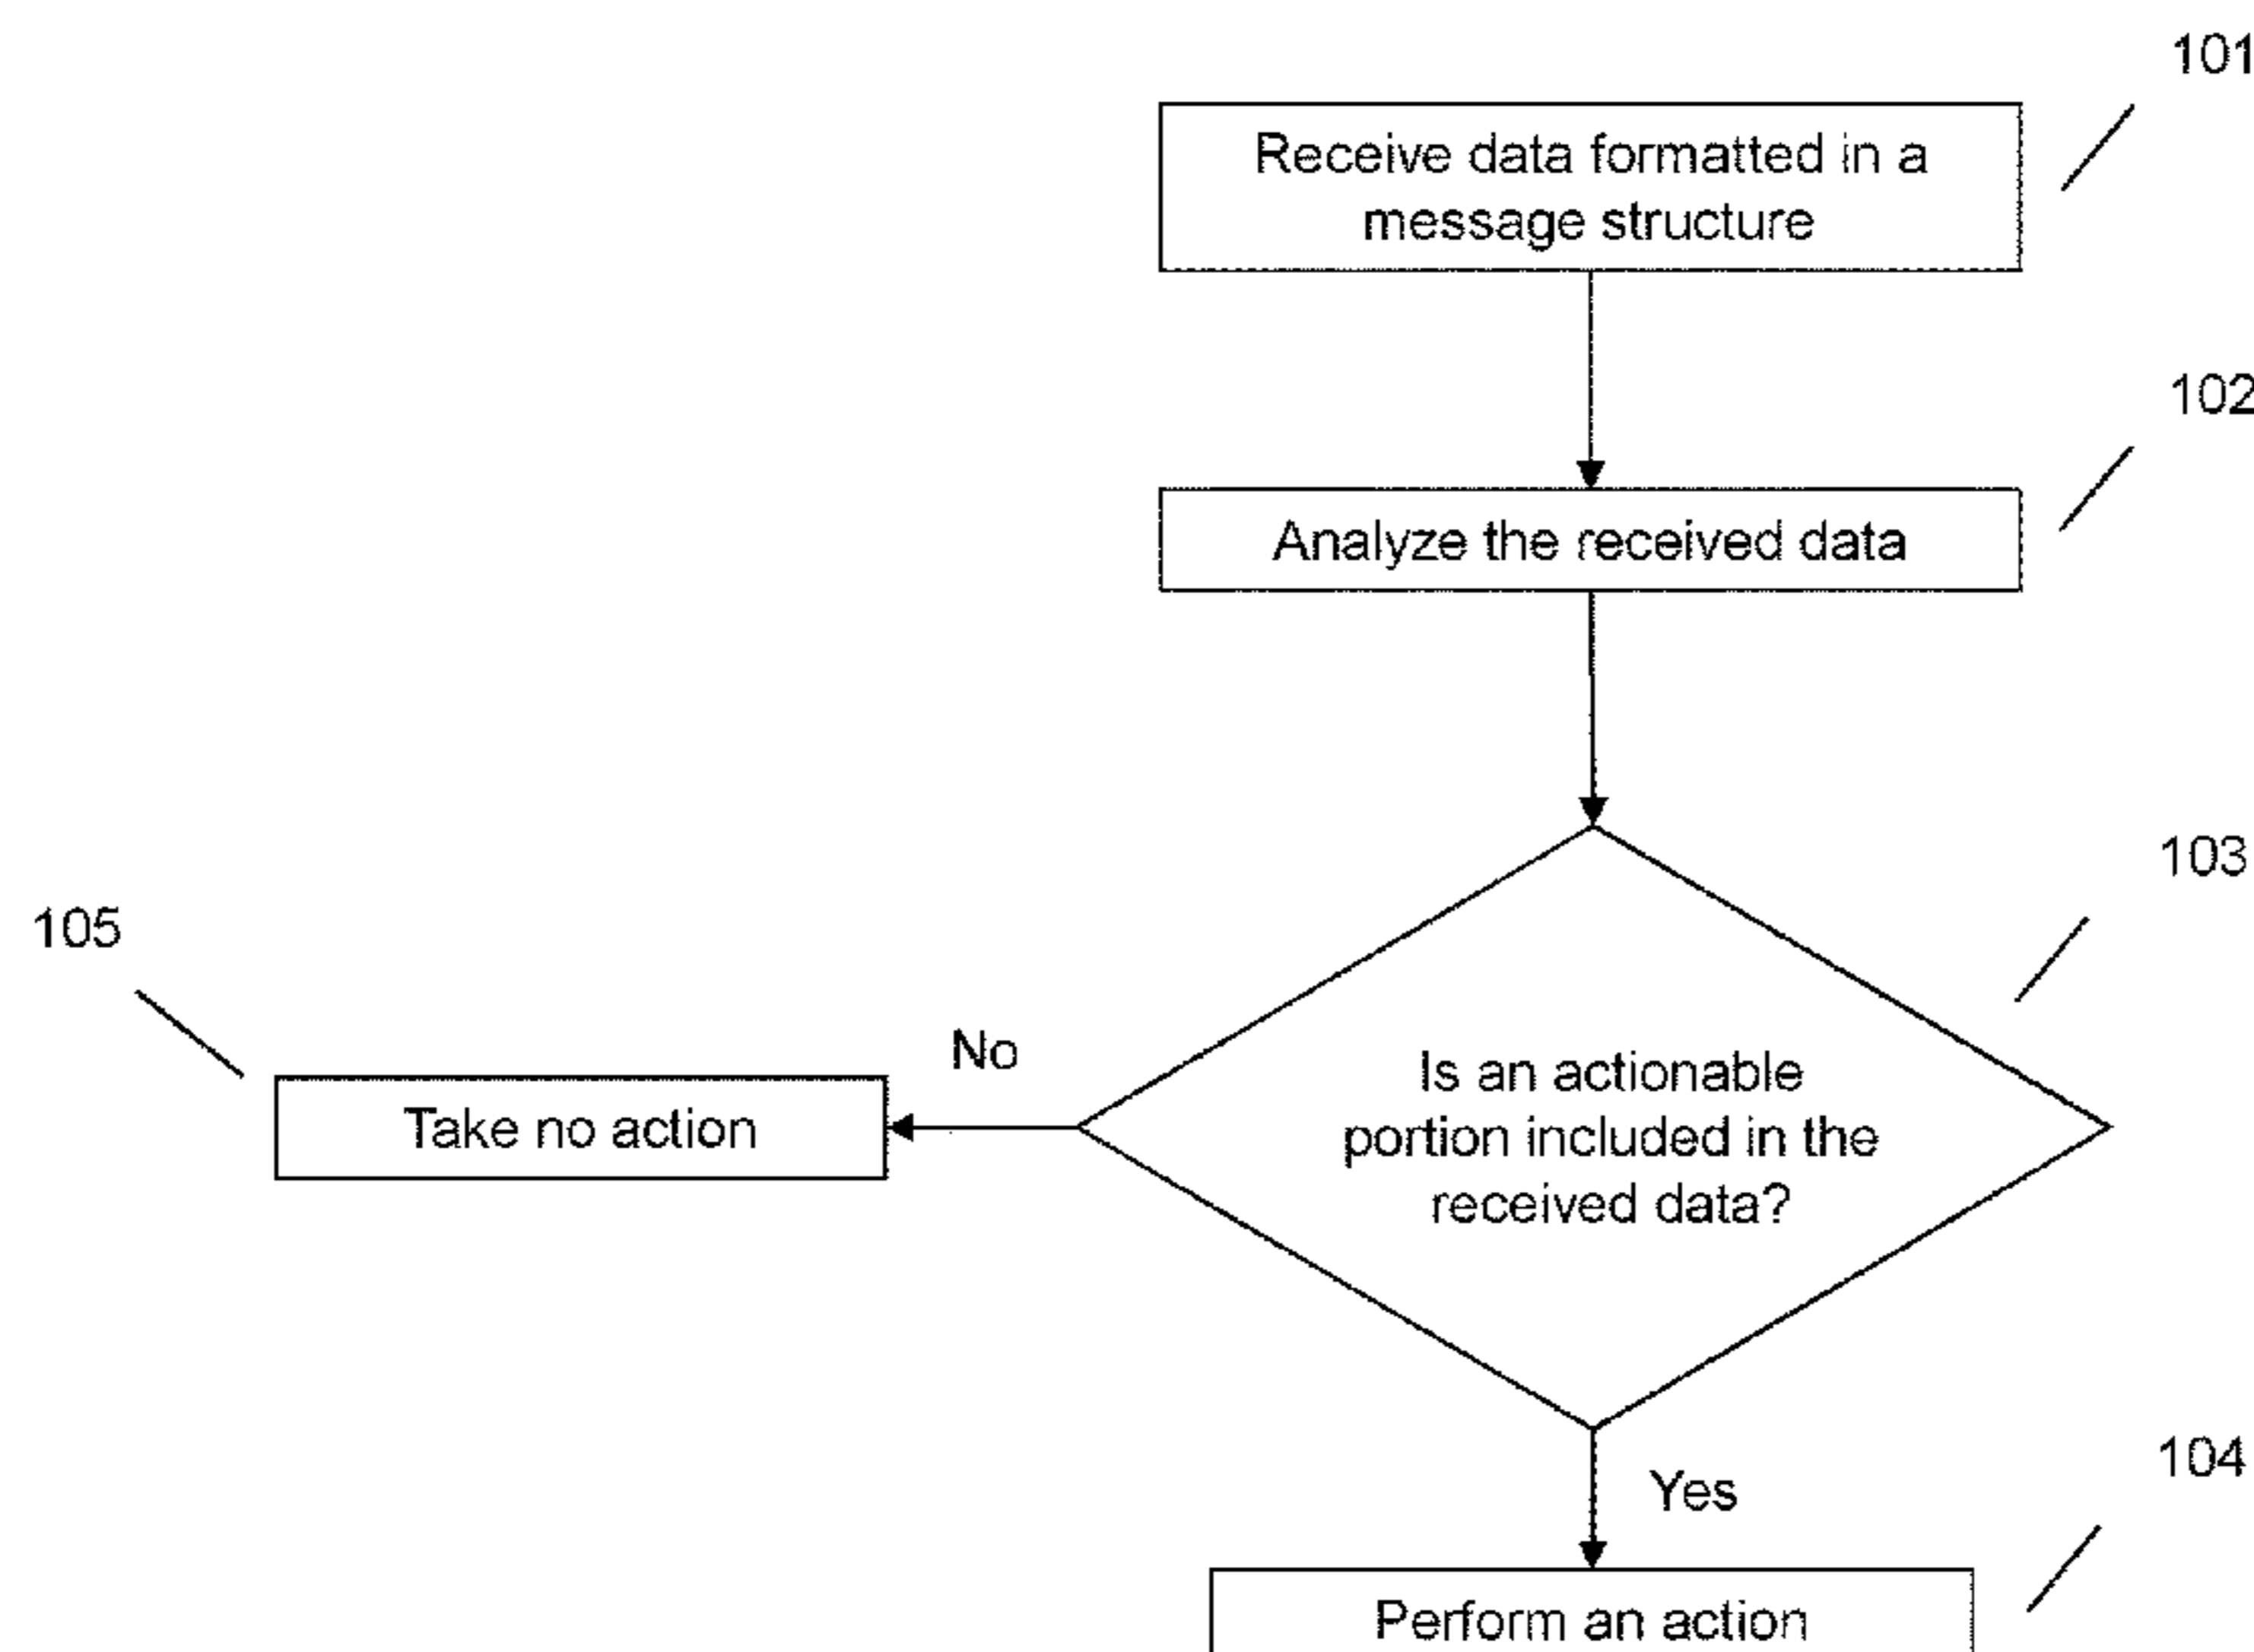 101
Receive data formatted in a
message structure
102
Analyze the received data
103
105
No
Is an actionable
portion included in the
received data?
Take no action
104
Yes
Perform an action